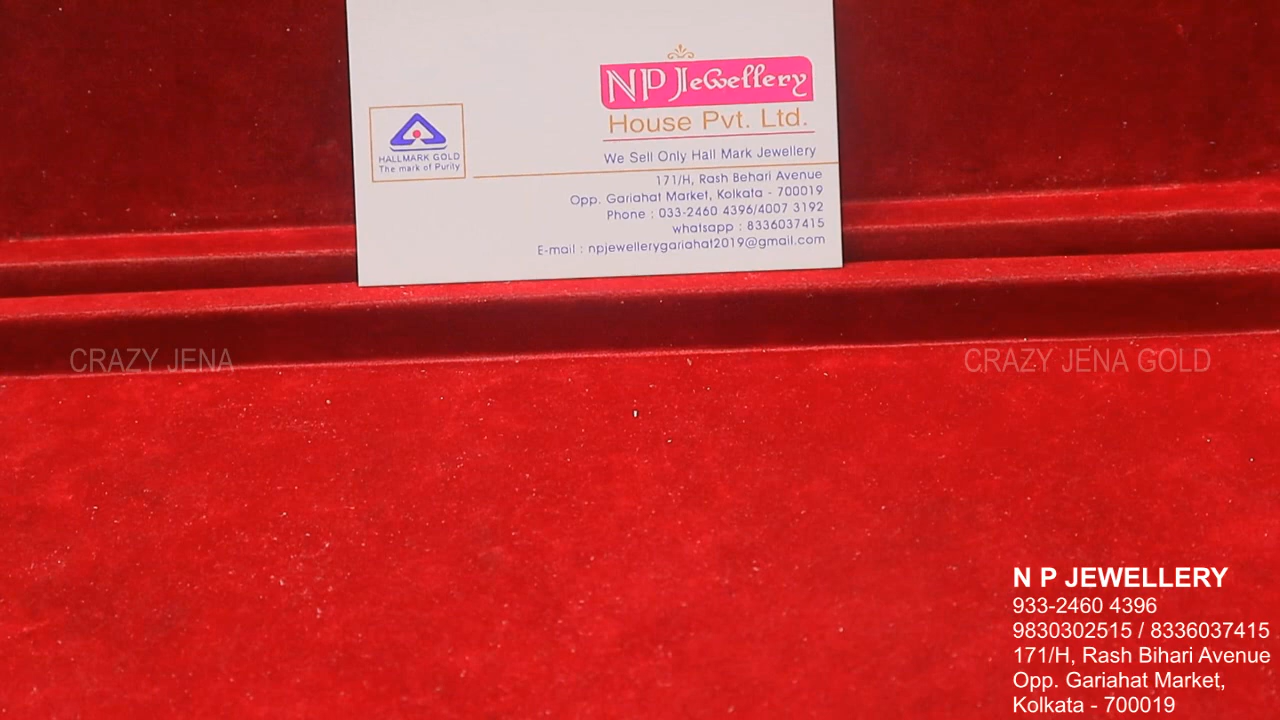 NP Jewellery
House Pvt. Ltd.
We Sell Only Hall Mark Jewellery
HALLMARK GOLD
The mark of Purity
171/H, Rash Behari Avenue
Opp. Gariahat Market, Kolkata - 700019
Phone : 033-2460 4396/4007 3192
whatsapp : 8336037415
E-mail : npjewellerygariahat2019@gmail.com
CRAZY JENA
CRAZY JENA GOLD
N P JEWELLERY
933-2460 4396
9830302515 / 8336037415
171/H, Rash Bihari Avenue
Opp. Gariahat Market,
Kolkata - 700019